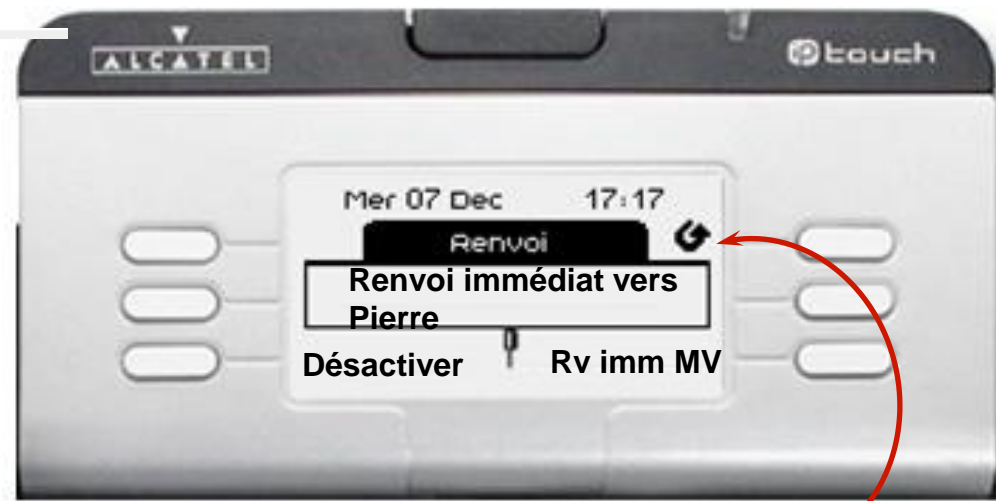 ALCATEL
touch
Mer 07 Dec 17:17
Renvoi
Renvoi immédiat vers
Pierre
Désactiver Rv imm MV